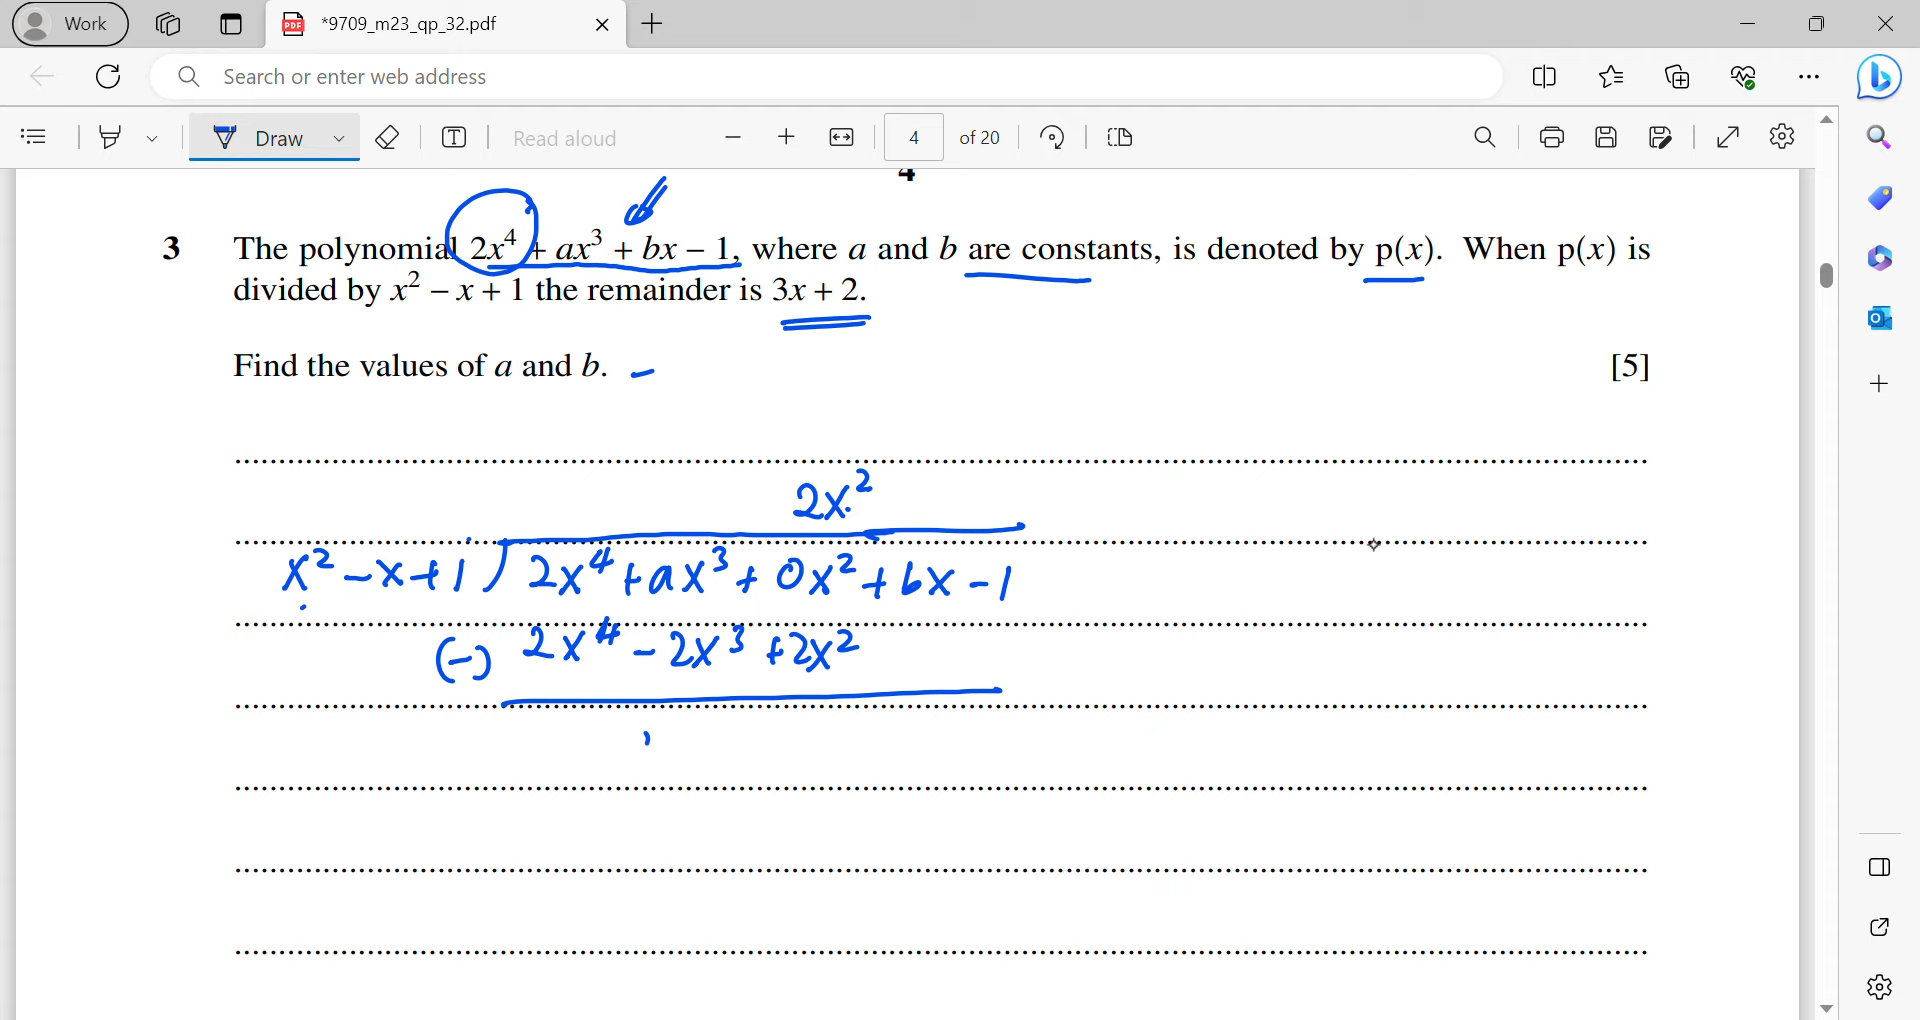 Work
*9709_m23_qp_32.pdf
Search or enter web address
Draw
Read aloud
4 of 20
4
3 The polynomial 2x⁴ + ax³ + bx − 1, where a and b are constants, is denoted by p(x). When p(x) is
divided by x² − x + 1 the remainder is 3x + 2.
Find the values of a and b. [5]
2x²
x² − x + 1 ) 2x⁴ + ax³ + 0x² + bx − 1
(−) 2x⁴ − 2x³ + 2x²